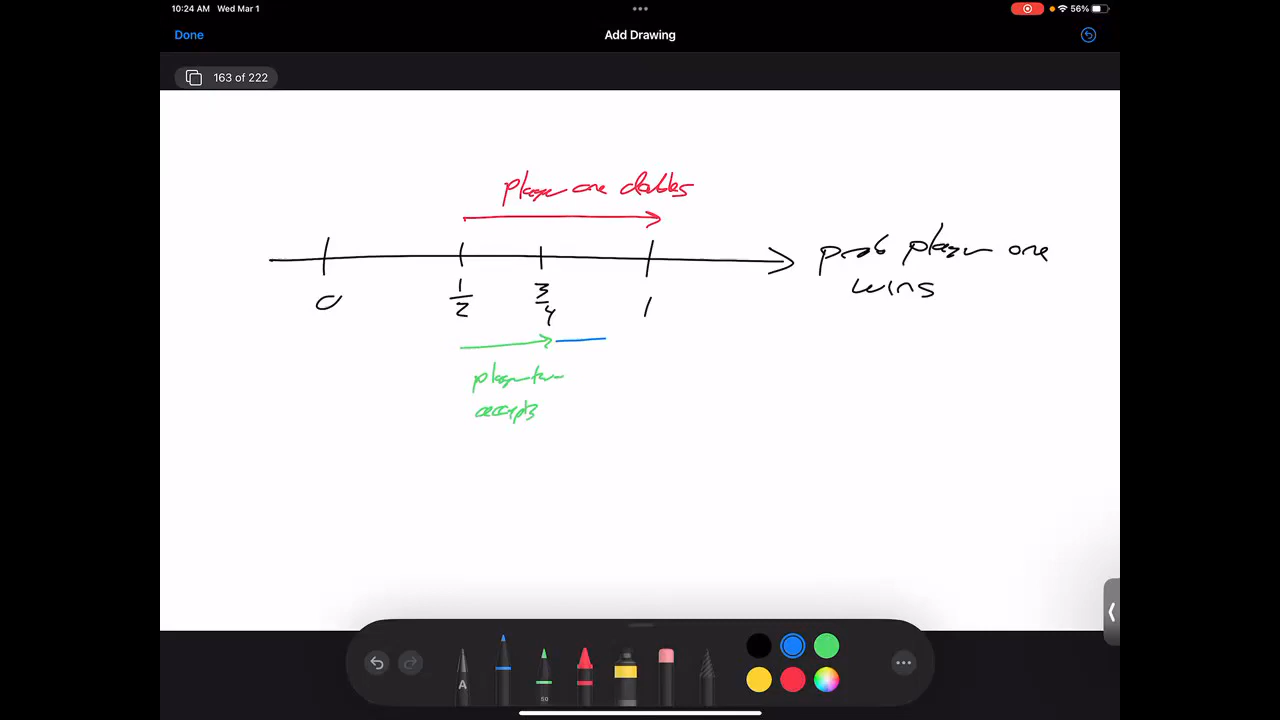 10:24 AM Wed Mar 1
56%
Done
Add Drawing
163 of 222
player one doubles
prob player one
wins
0
1/2
3/4
1
player two
accepts
A
50